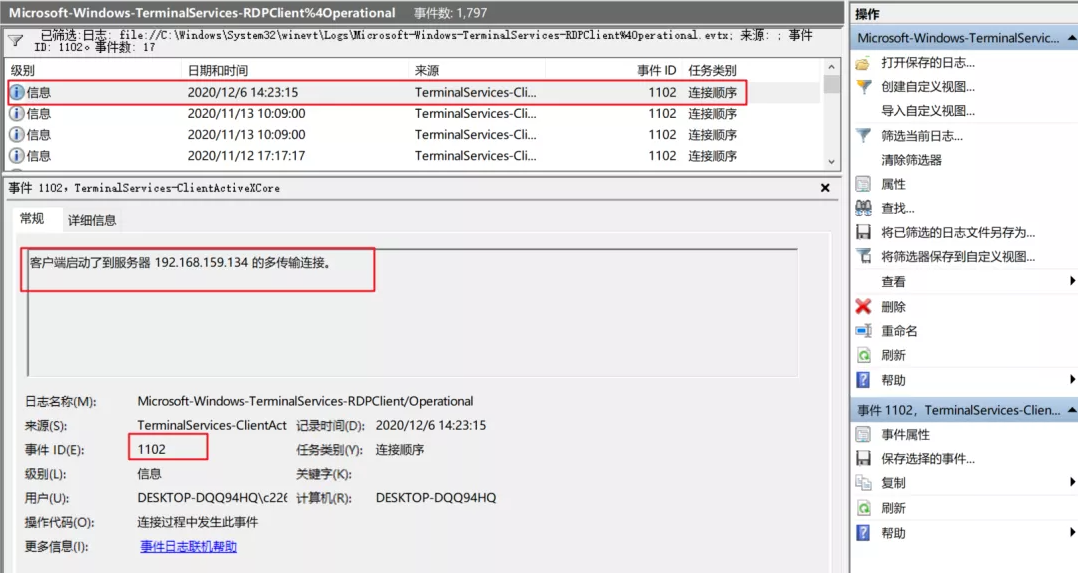 Microsoft-Windows-TerminalServices-RDPClient%4Operational 事件数: 1,797
已筛选:日志: file://C:\Windows\System32\winevt\Logs\Microsoft-Windows-TerminalServices-RDPClient%4Operational.evtx; 来源: ; 事件
ID: 1102。事件数: 17
级别 日期和时间 来源 事件 ID 任务类别
信息 2020/12/6 14:23:15 TerminalServices-Cli... 1102 连接顺序
信息 2020/11/13 10:09:00 TerminalServices-Cli... 1102 连接顺序
信息 2020/11/13 10:09:00 TerminalServices-Cli... 1102 连接顺序
信息 2020/11/12 17:17:17 TerminalServices-Cli... 1102 连接顺序
事件 1102，TerminalServices-ClientActiveXCore
常规 详细信息
客户端启动了到服务器 192.168.159.134 的多传输连接。
日志名称(M): Microsoft-Windows-TerminalServices-RDPClient/Operational
来源(S): TerminalServices-ClientAct 记录时间(D): 2020/12/6 14:23:15
事件 ID(E): 1102 任务类别(Y): 连接顺序
级别(L): 信息 关键字(K):
用户(U): DESKTOP-DQQ94HQ\c226 计算机(R): DESKTOP-DQQ94HQ
操作代码(O): 连接过程中发生此事件
更多信息(I): 事件日志联机帮助
操作
Microsoft-Windows-TerminalServic...
打开保存的日志...
创建自定义视图...
导入自定义视图...
筛选当前日志...
清除筛选器
属性
查找...
将已筛选的日志文件另存为...
将筛选器保存到自定义视图...
查看
删除
重命名
刷新
帮助
事件 1102，TerminalServices-Clien...
事件属性
保存选择的事件...
复制
刷新
帮助